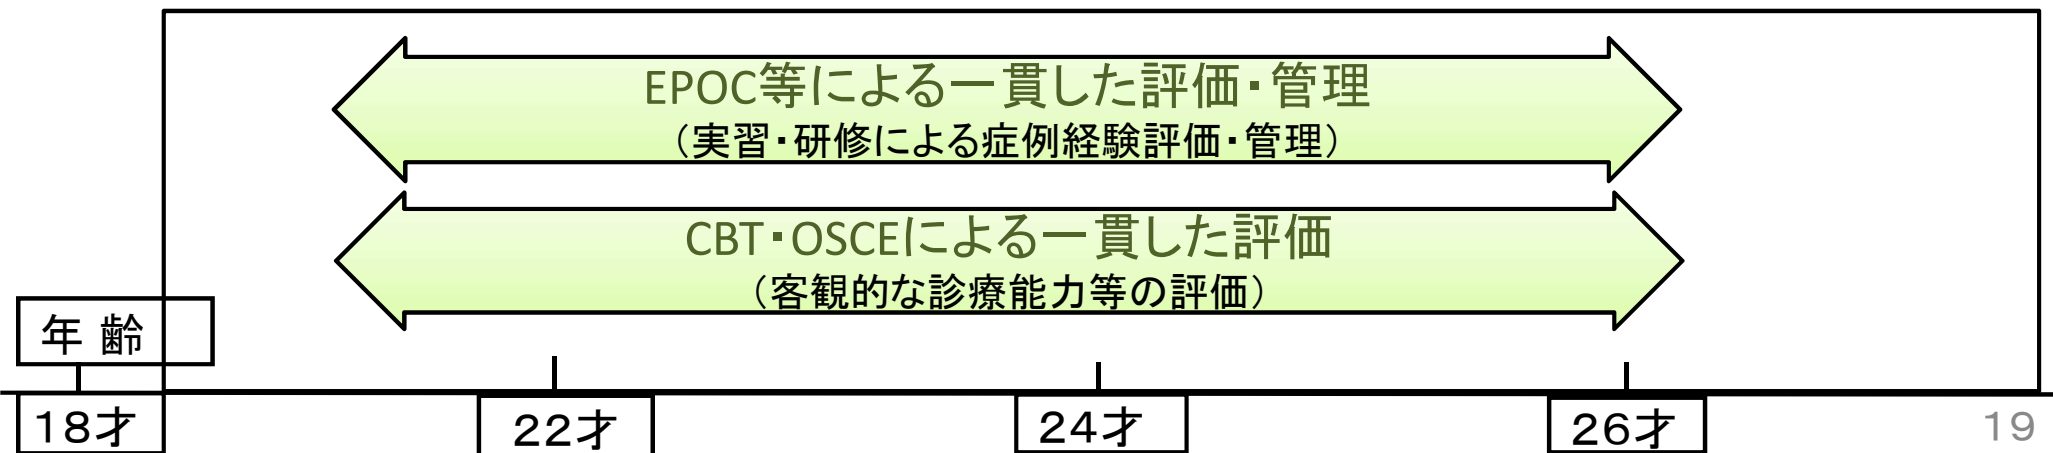 EPOC等による一貫した評価・管理
（実習・研修による症例経験評価・管理）
CBT・OSCEによる一貫した評価
（客観的な診療能力等の評価）
年 齢
１８才
２２才
２４才
２６才
19